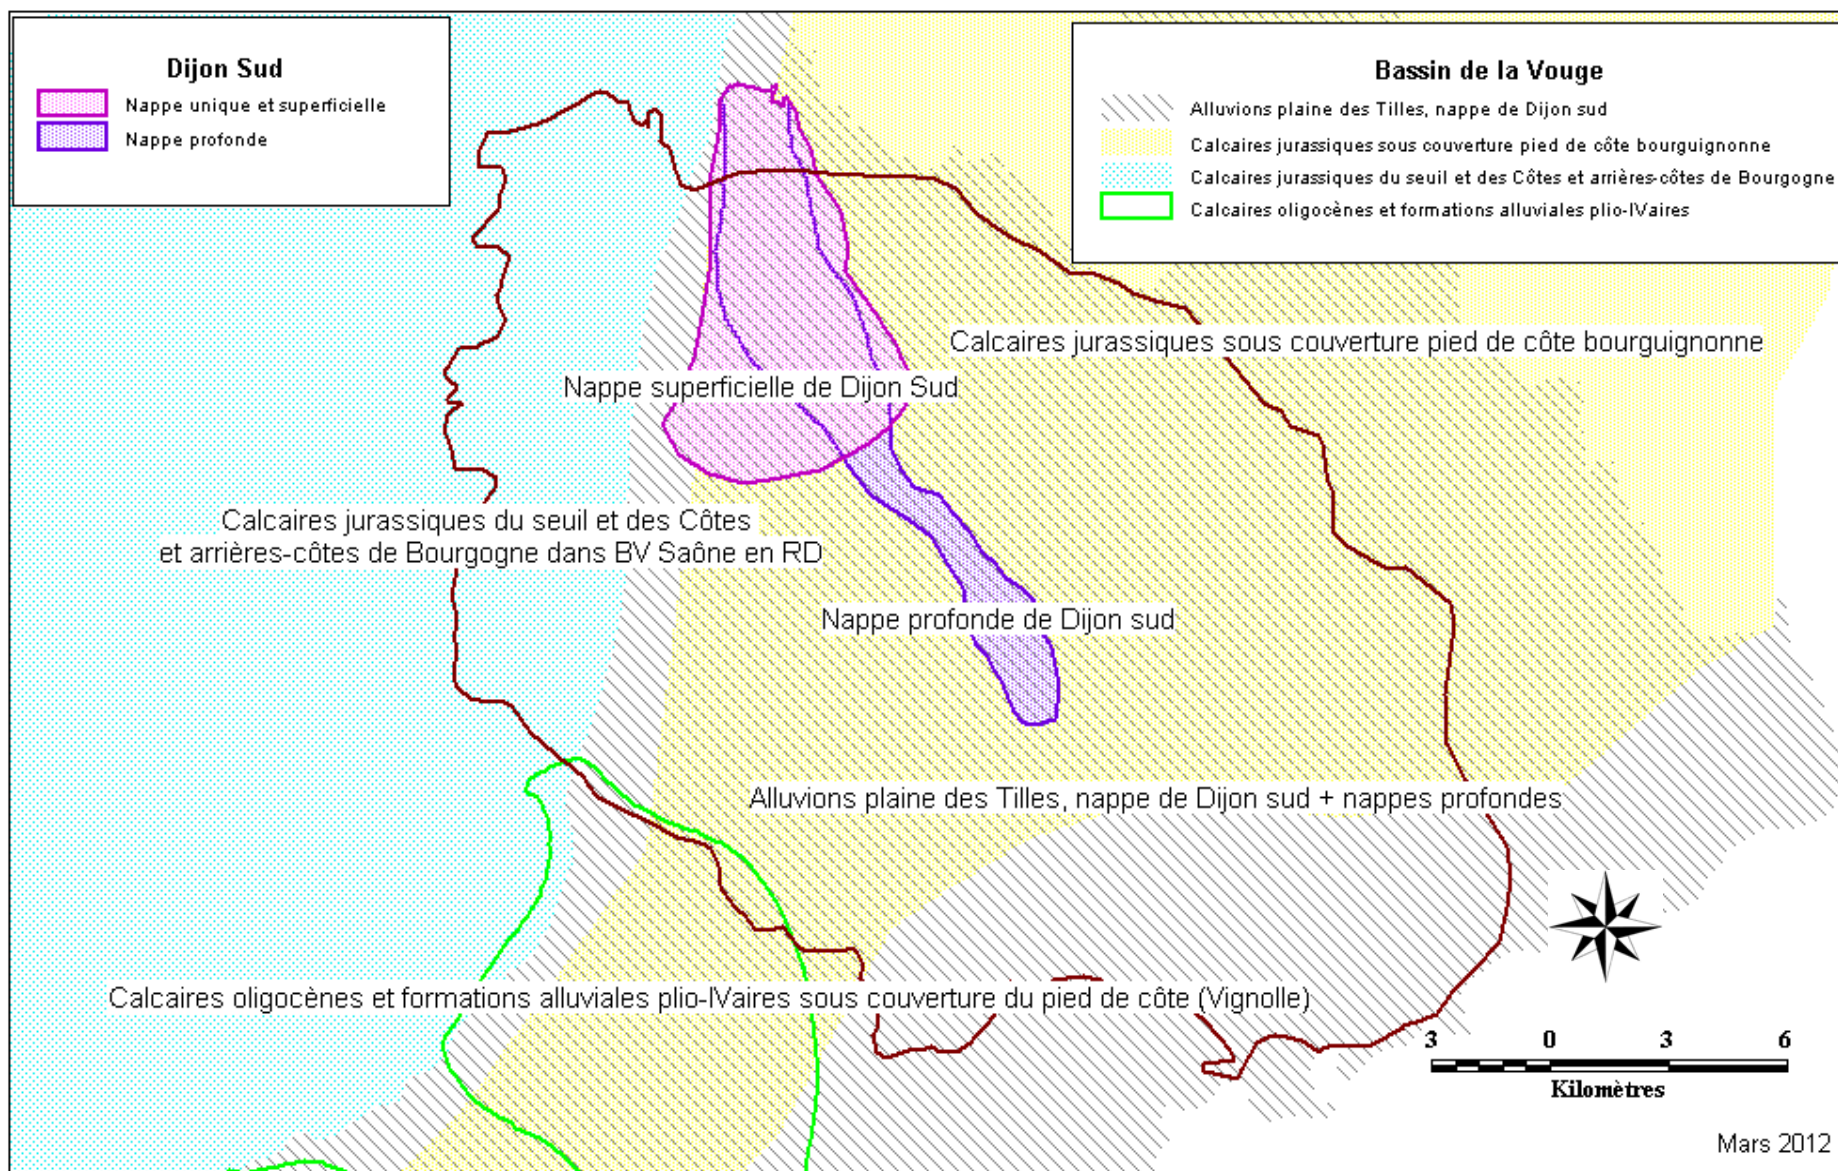 Dijon Sud
Nappe unique et superficielle
Nappe profonde
Bassin de la Vouge
Alluvions plaine des Tilles, nappe de Dijon sud
Calcaires jurassiques sous couverture pied de côte bourguignonne
Calcaires jurassiques du seuil et des Côtes et arrières-côtes de Bourgogne
Calcaires oligocènes et formations alluviales plio-IVaires
Calcaires jurassiques sous couverture pied de côte bourguignonne
Nappe superficielle de Dijon Sud
Calcaires jurassiques du seuil et des Côtes
et arrières-côtes de Bourgogne dans BV Saône en RD
Nappe profonde de Dijon sud
Alluvions plaine des Tilles, nappe de Dijon sud + nappes profondes
Calcaires oligocènes et formations alluviales plio-IVaires sous couverture du pied de côte (Vignolle)
3 0 3 6
Kilomètres
Mars 2012